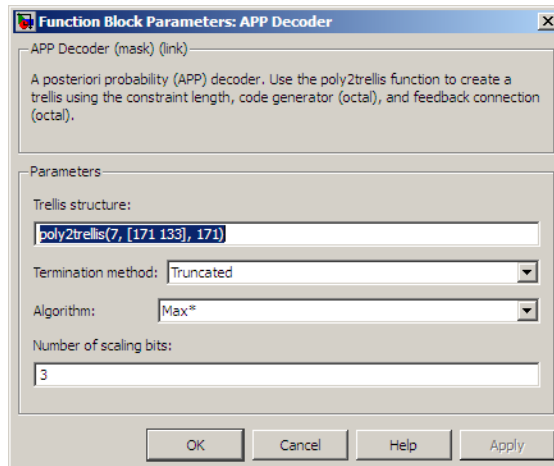 Function Block Parameters: APP Decoder
APP Decoder (mask) (link)
A posteriori probability (APP) decoder. Use the poly2trellis function to create a
trellis using the constraint length, code generator (octal), and feedback connection
(octal).
Parameters
Trellis structure:
poly2trellis(7, [171 133], 171)
Termination method: Truncated
Algorithm: Max*
Number of scaling bits:
3
OK Cancel Help Apply